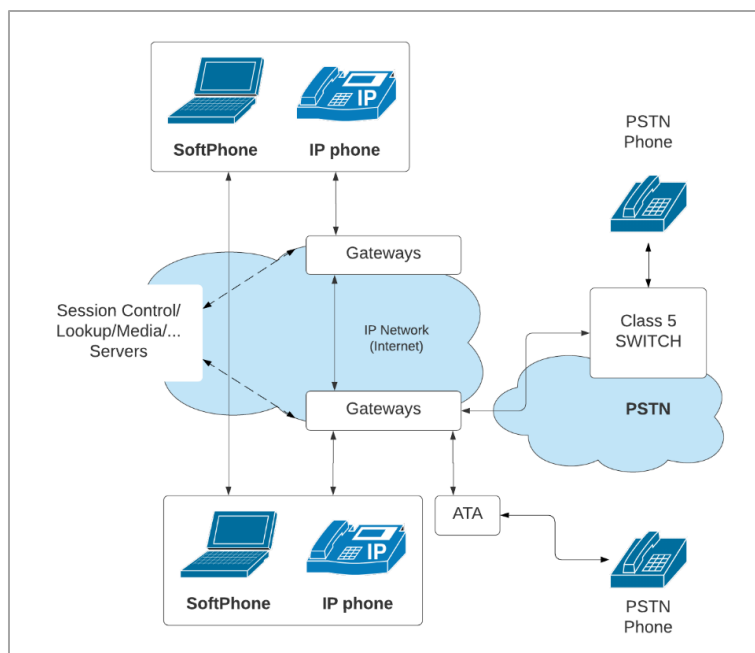 IP
SoftPhone
IP phone
PSTN
Phone
Gateways
Session Control/
Lookup/Media/...
Servers
IP Network
(Internet)
Class 5
SWITCH
Gateways
PSTN
ATA
IP
SoftPhone
IP phone
PSTN
Phone